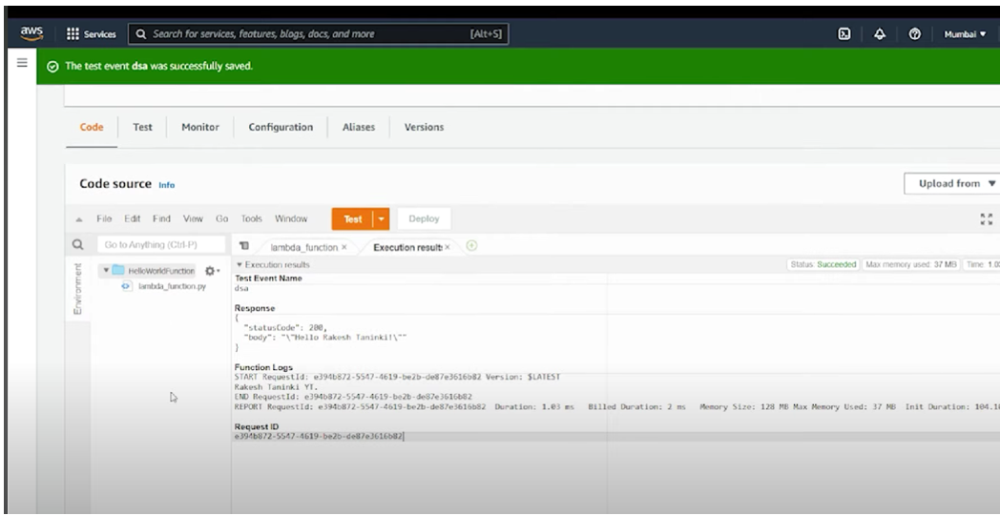 aws Services Search for services, features, blogs, docs, and more [Alt+S] Mumbai
The test event dsa was successfully saved.
Code Test Monitor Configuration Aliases Versions
Code source Info Upload from
File Edit Find View Go Tools Window Test Deploy
Go to Anything (Ctrl-P) lambda_function × Execution results ×
Environment
HelloWorldFunction
lambda_function.py
Execution results Status: Succeeded Max memory used: 37 MB Time: 1.03
Test Event Name
dsa
Response
{
"statusCode": 200,
"body": "\"Hello Rakesh Taninki!\""
}
Function Logs
START RequestId: e394b872-5547-4619-be2b-de87e3616b82 Version: $LATEST
Rakesh Taninki YT.
END RequestId: e394b872-5547-4619-be2b-de87e3616b82
REPORT RequestId: e394b872-5547-4619-be2b-de87e3616b82 Duration: 1.03 ms Billed Duration: 2 ms Memory Size: 128 MB Max Memory Used: 37 MB Init Duration: 104.16
Request ID
e394b872-5547-4619-be2b-de87e3616b82